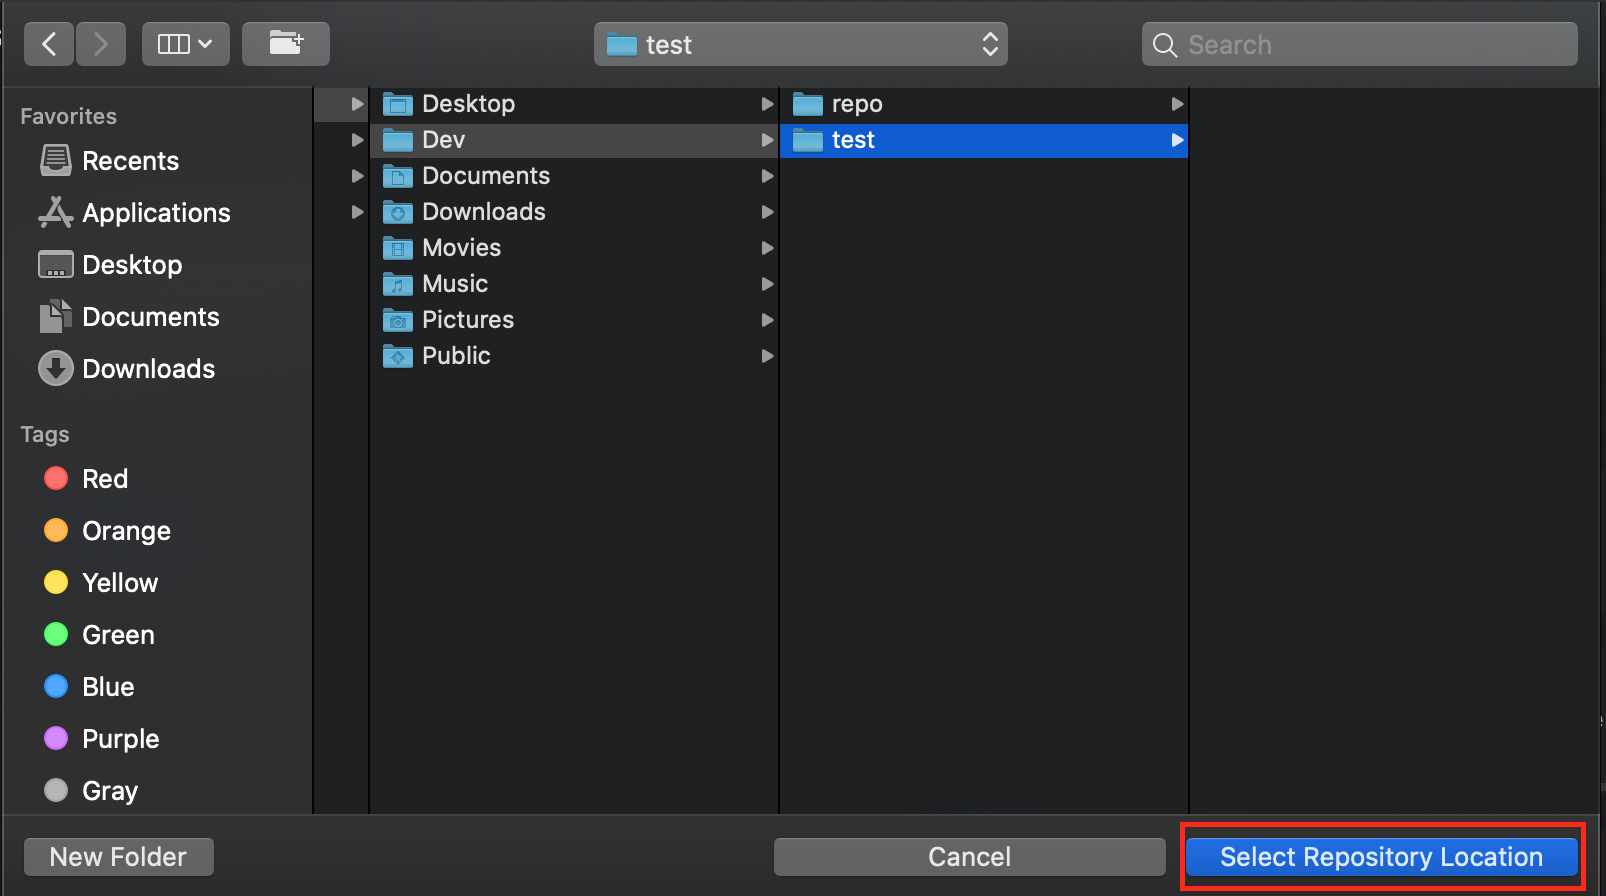 test
Search
Favorites
Recents
Applications
Desktop
Documents
Downloads
Tags
Red
Orange
Yellow
Green
Blue
Purple
Gray
Desktop
Dev
Documents
Downloads
Movies
Music
Pictures
Public
repo
test
New Folder
Cancel
Select Repository Location